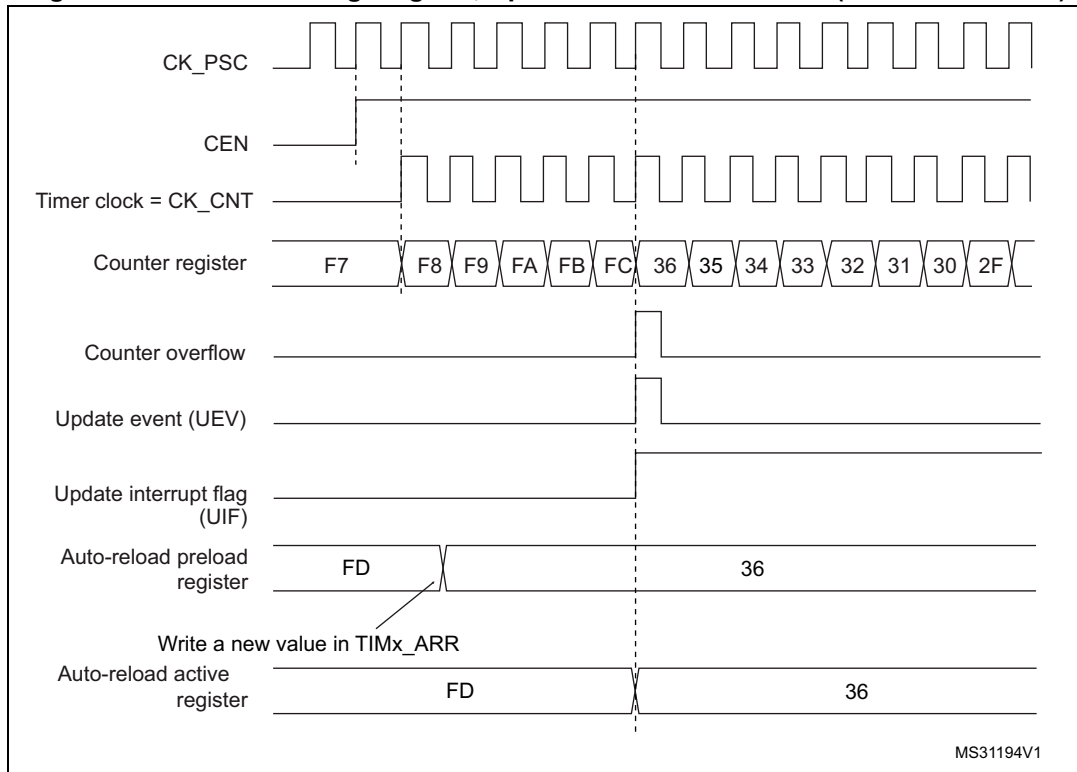 CK_PSC
CEN
Timer clock = CK_CNT
Counter register F7 F8 F9 FA FB FC 36 35 34 33 32 31 30 2F
Counter overflow
Update event (UEV)
Update interrupt flag
(UIF)
Auto-reload preload
register
FD 36
Write a new value in TIMx_ARR
Auto-reload active
register
FD 36
MS31194V1